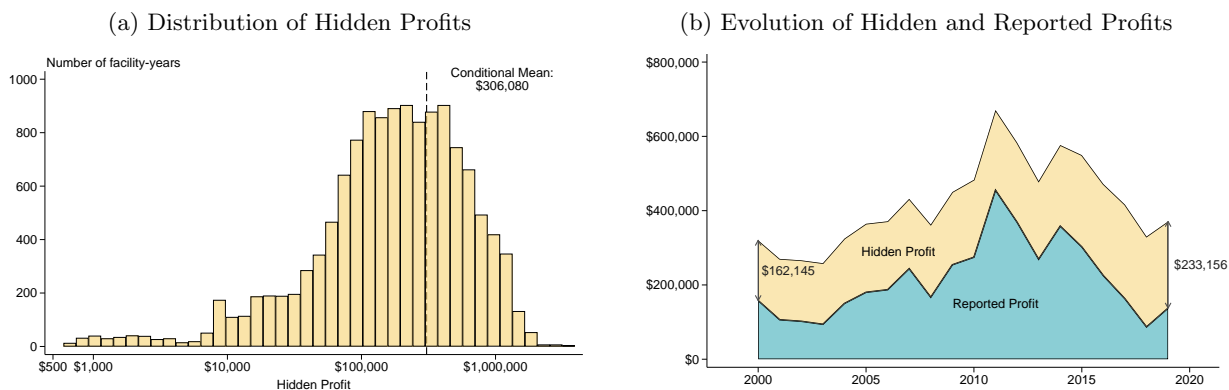 (a) Distribution of Hidden Profits
Number of facility-years
Conditional Mean:
$306,080
1000
800
600
400
200
0
$500 $1,000 $10,000 $100,000 $1,000,000
Hidden Profit
(b) Evolution of Hidden and Reported Profits
$800,000
$600,000
$400,000
$200,000
$0
Hidden Profit
$162,145
$233,156
Reported Profit
2000 2005 2010 2015 2020